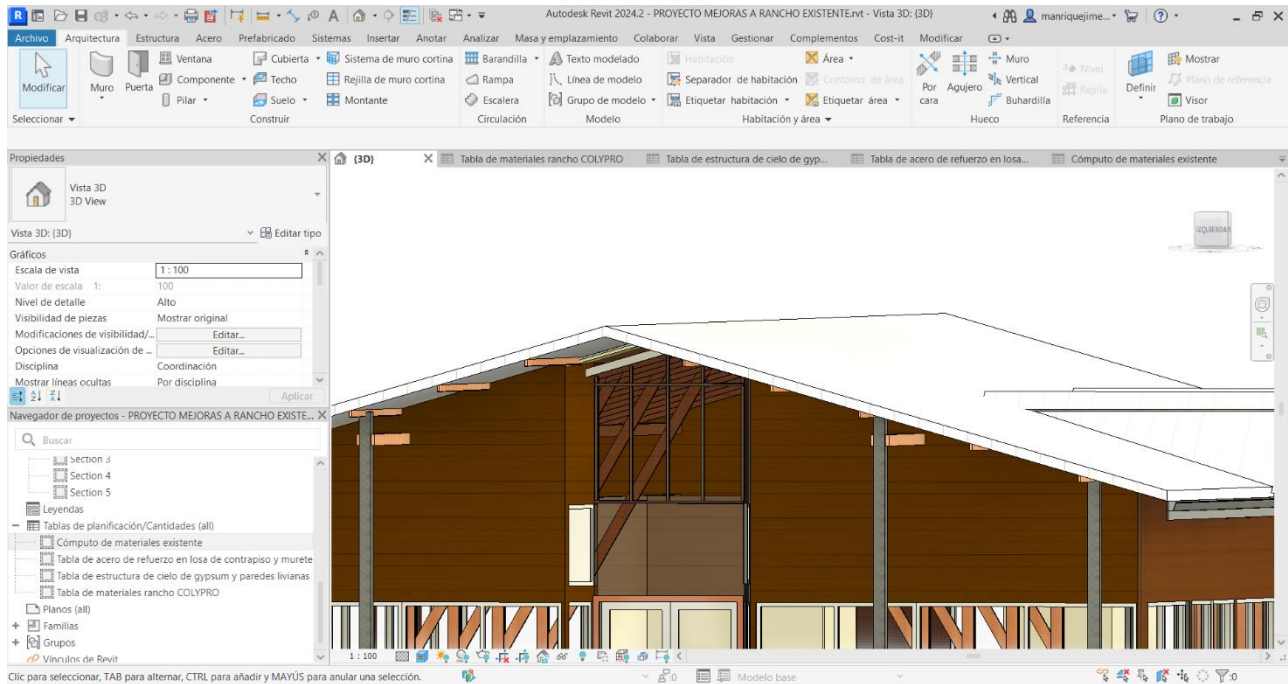 Autodesk Revit 2024.2 - PROYECTO MEJORAS A RANCHO EXISTENTE.rvt - Vista 3D: {3D}
manriquejime...
Archivo Arquitectura Estructura Acero Prefabricado Sistemas Insertar Anotar Analizar Masa y emplazamiento Colaborar Vista Gestionar Complementos Cost-it Modificar
Modificar
Muro
Puerta
Ventana
Componente
Pilar
Cubierta
Techo
Suelo
Sistema de muro cortina
Rejilla de muro cortina
Montante
Barandilla
Rampa
Escalera
Texto modelado
Línea de modelo
Grupo de modelo
Habitación
Separador de habitación
Etiquetar habitación
Área
Contorno de área
Etiquetar área
Por cara
Agujero
Muro
Vertical
Buhardilla
Nivel
Rejilla
Definir
Mostrar
Plano de referencia
Visor
Seleccionar Construir Circulación Modelo Habitación y área Hueco Referencia Plano de trabajo
Propiedades
(3D) Tabla de materiales rancho COLYPRO Tabla de estructura de cielo de gyp... Tabla de acero de refuerzo en losa... Cómputo de materiales existente
Vista 3D
3D View
Vista 3D: {3D} Editar tipo
Gráficos
Escala de vista 1 : 100
Valor de escala 1: 100
Nivel de detalle Alto
Visibilidad de piezas Mostrar original
Modificaciones de visibilidad/... Editar...
Opciones de visualización de ... Editar...
Disciplina Coordinación
Mostrar líneas ocultas Por disciplina
Aplicar
IZQUIERDA
Navegador de proyectos - PROYECTO MEJORAS A RANCHO EXISTE...
Buscar
Section 3
Section 4
Section 5
Leyendas
Tablas de planificación/Cantidades (all)
Cómputo de materiales existente
Tabla de acero de refuerzo en losa de contrapiso y murete
Tabla de estructura de cielo de gypsum y paredes livianas
Tabla de materiales rancho COLYPRO
Planos (all)
Familias
Grupos
Vínculos de Revit
1 : 100
Clic para seleccionar, TAB para alternar, CTRL para añadir y MAYÚS para anular una selección. :0 Modelo base :0